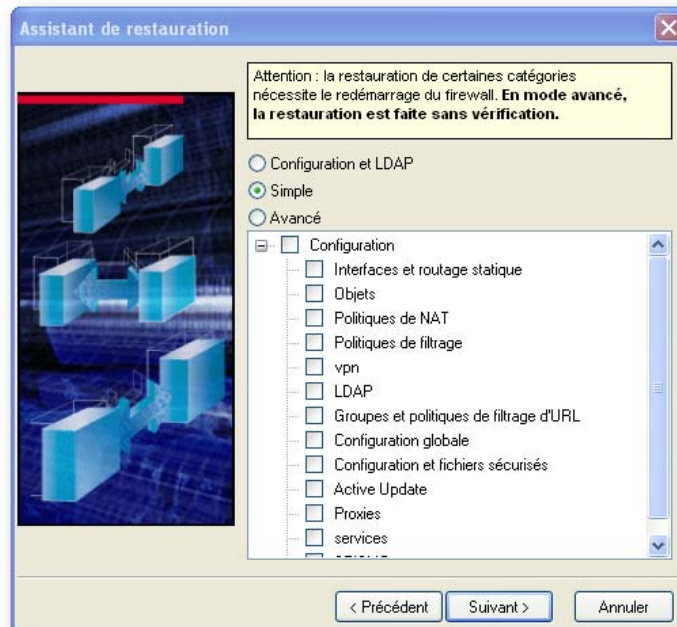 Assistant de restauration
Attention : la restauration de certaines catégories
nécessite le redémarrage du firewall. En mode avancé,
la restauration est faite sans vérification.
Configuration et LDAP
Simple
Avancé
Configuration
Interfaces et routage statique
Objets
Politiques de NAT
Politiques de filtrage
vpn
LDAP
Groupes et politiques de filtrage d'URL
Configuration globale
Configuration et fichiers sécurisés
Active Update
Proxies
services
< Précédent
Suivant >
Annuler